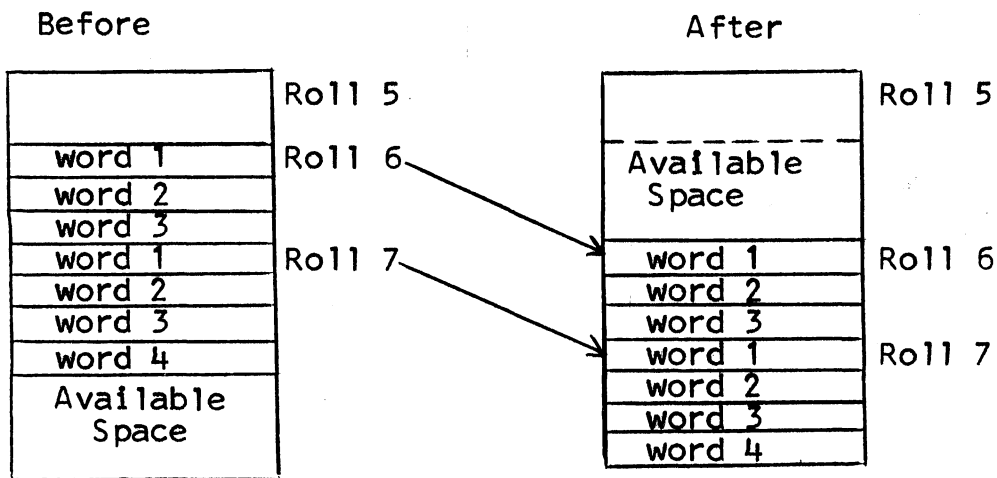 Before
Roll 5
word 1 Roll 6
word 2
word 3
word 1 Roll 7
word 2
word 3
word 4
Available
Space
After
Roll 5
Available
Space
word 1 Roll 6
word 2
word 3
word 1 Roll 7
word 2
word 3
word 4